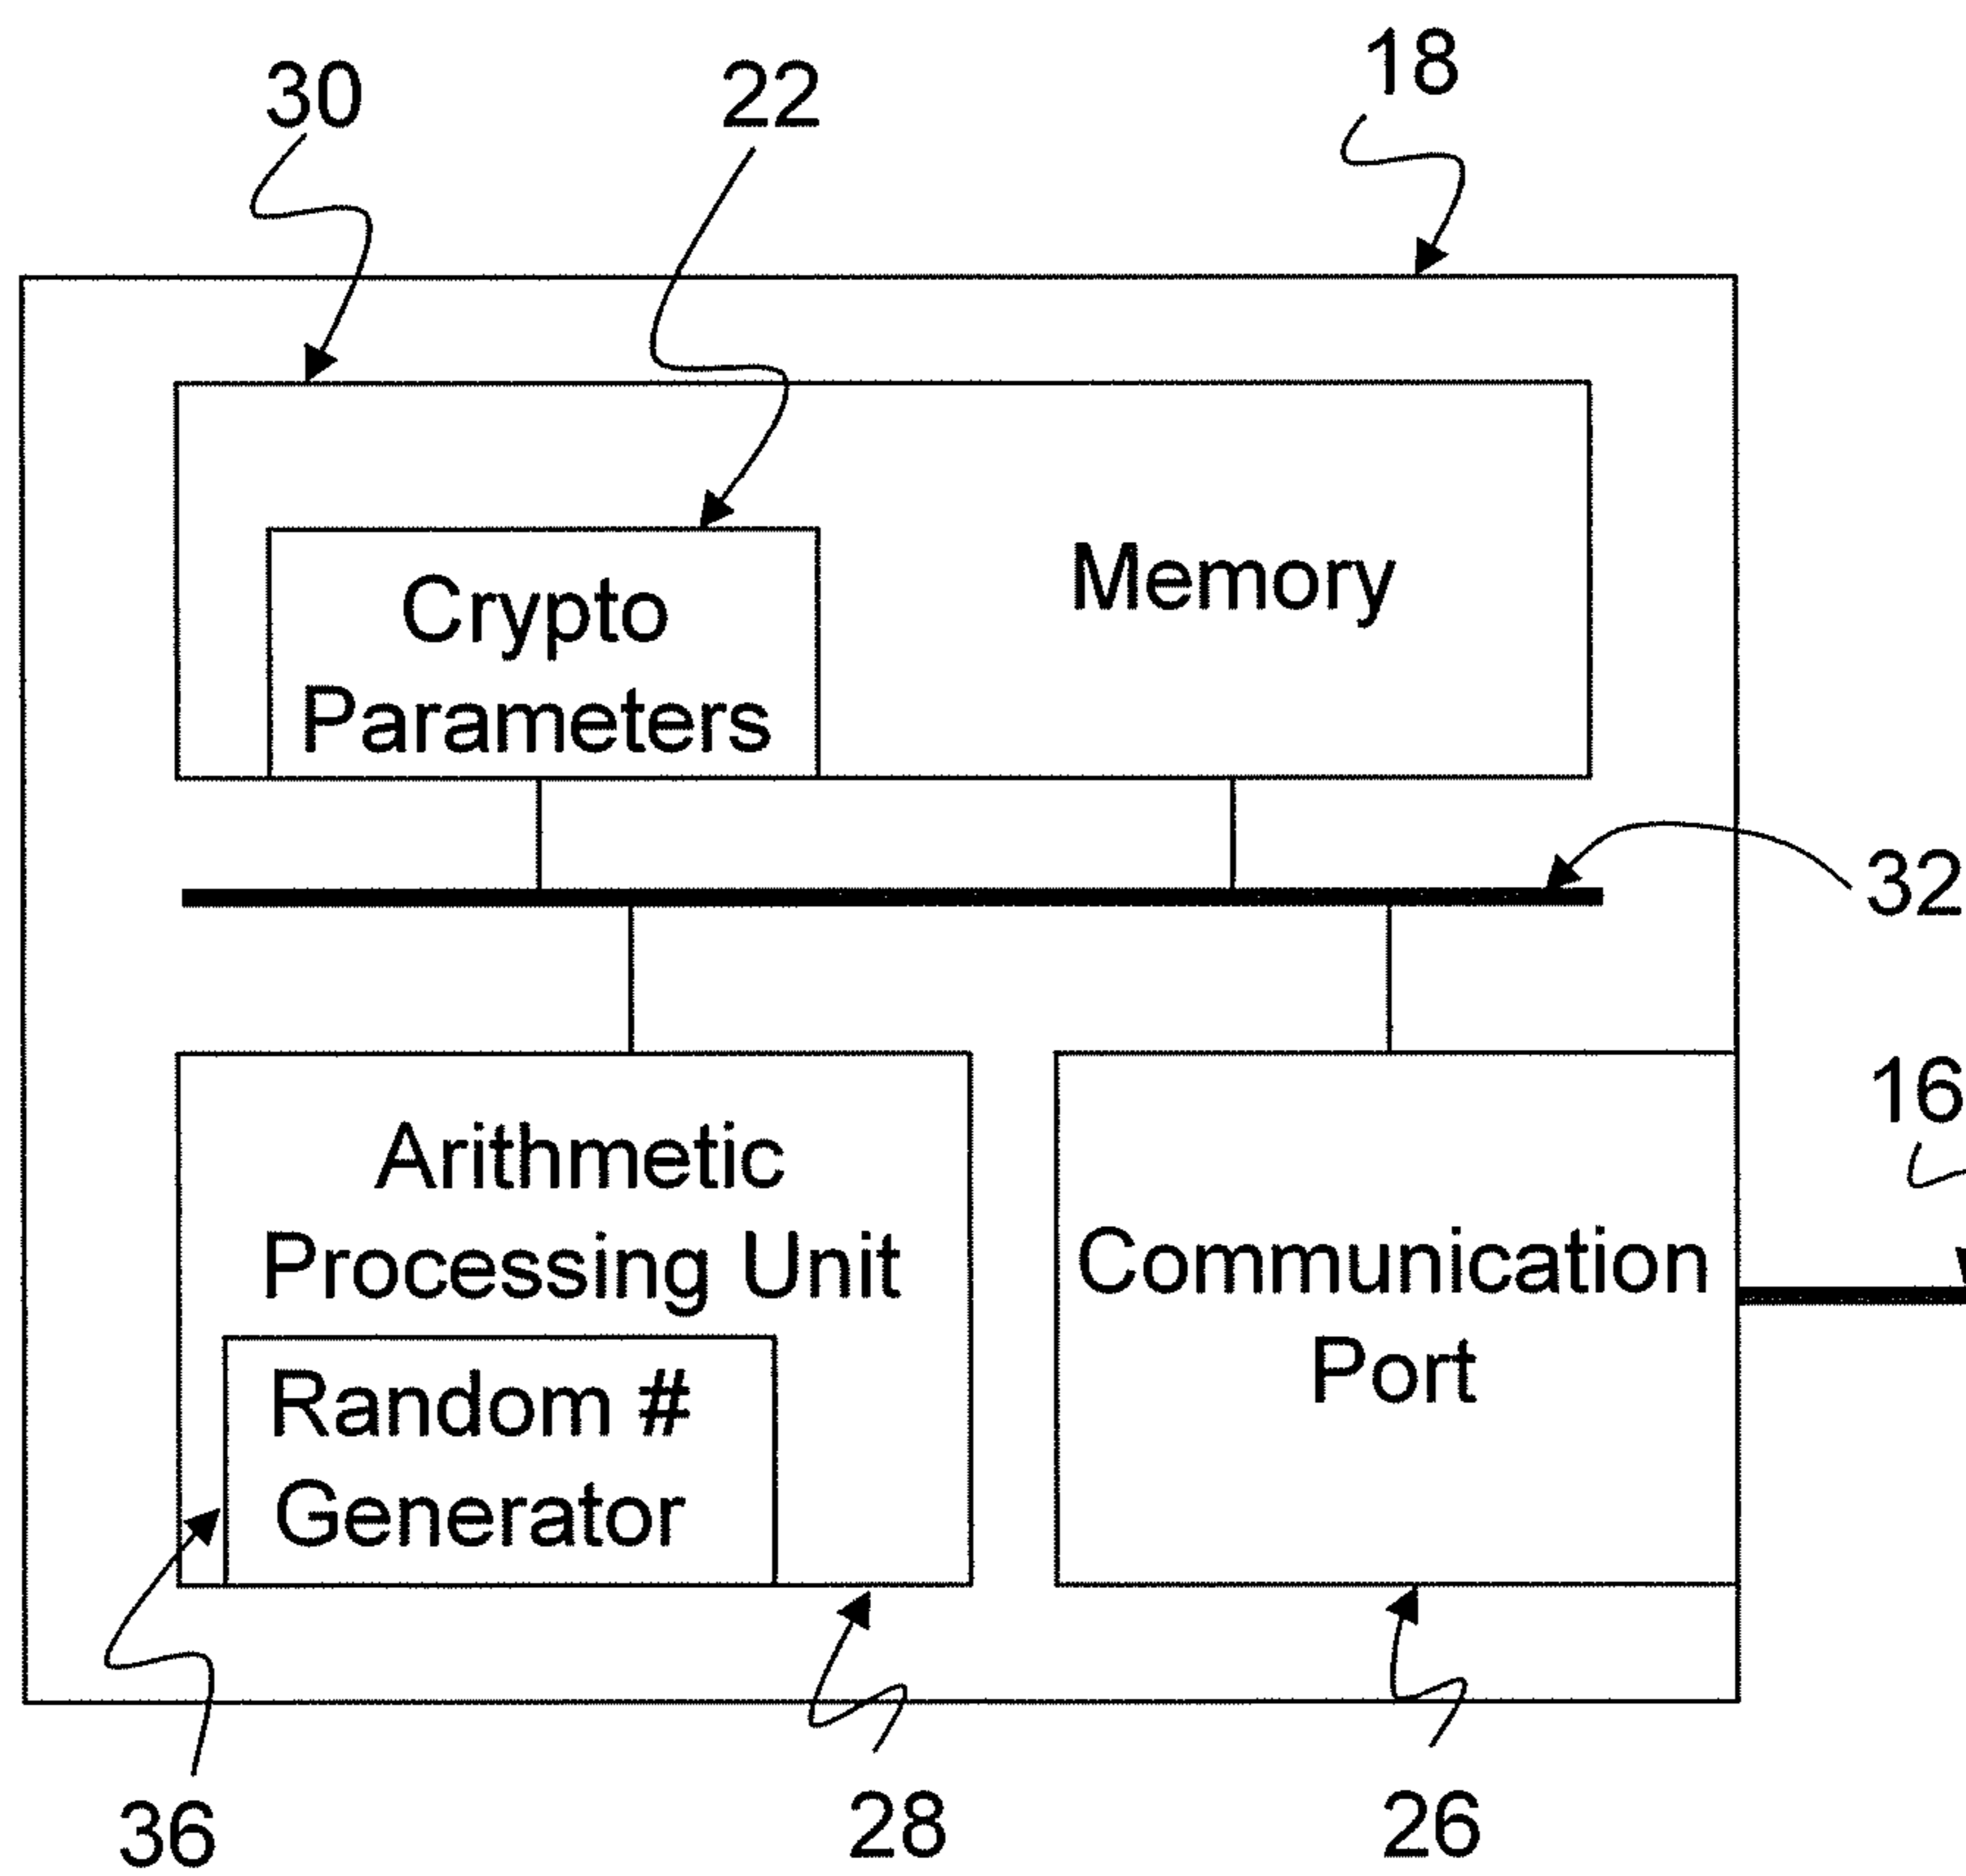 30
22
18
Crypto
Parameters
Memory
32
16
Arithmetic
Processing Unit
Random #
Generator
Communication
Port
36
28
26